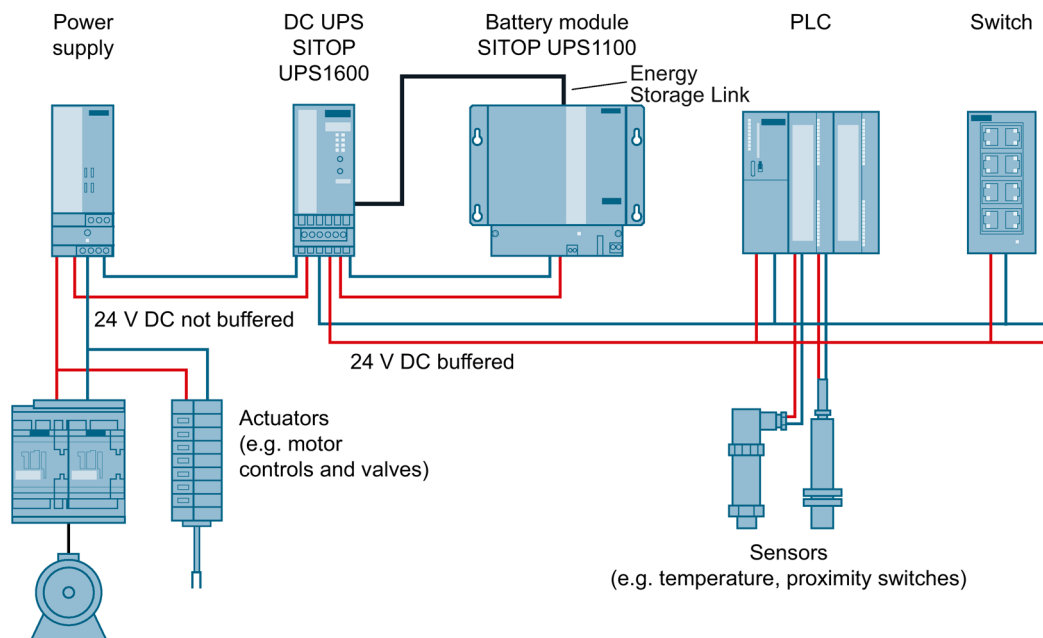 Power
supply
DC UPS
SITOP
UPS1600
Battery module
SITOP UPS1100
Energy
Storage Link
PLC
Switch
24 V DC not buffered
24 V DC buffered
Actuators
(e.g. motor
controls and valves)
Sensors
(e.g. temperature, proximity switches)